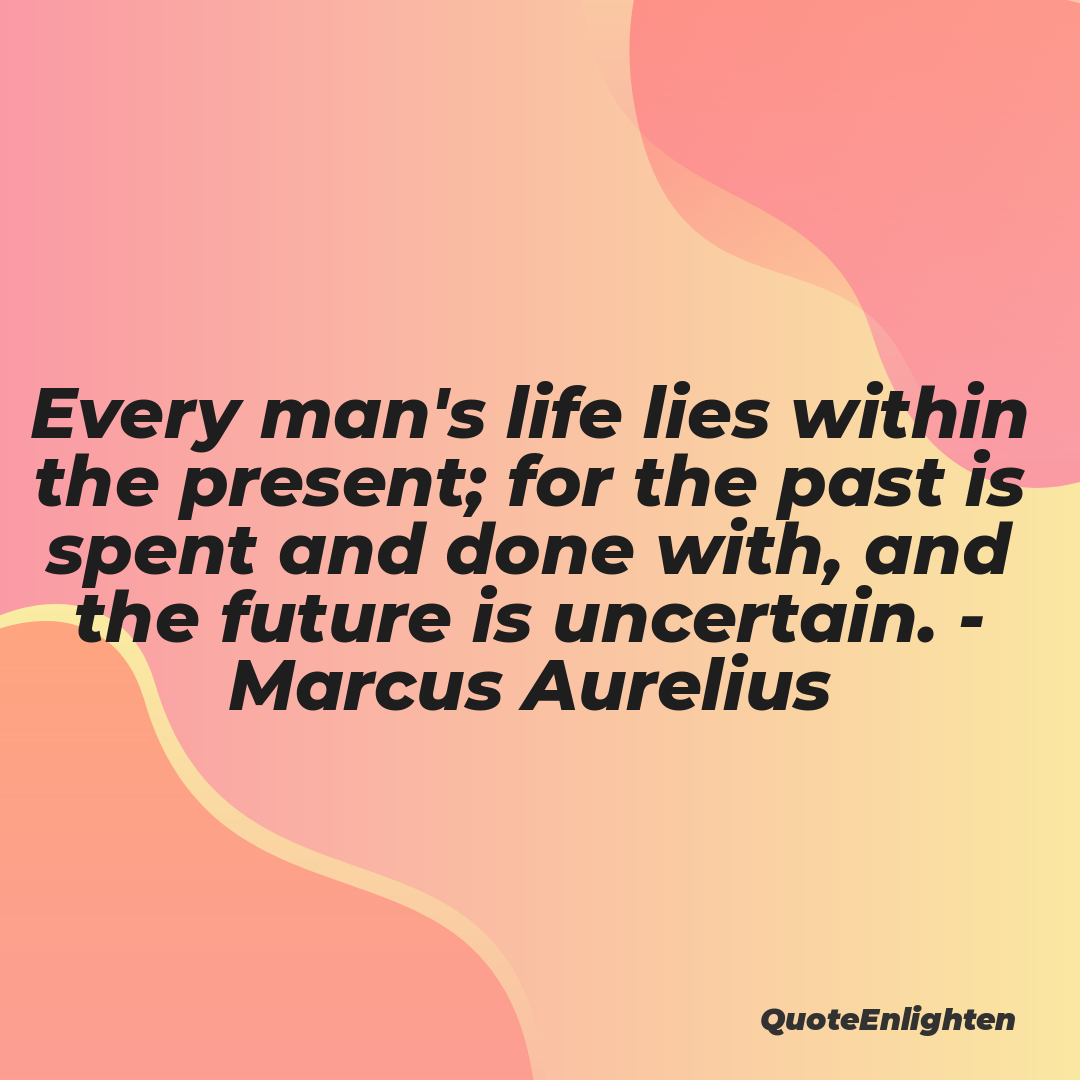 Every man's life lies within
the present; for the past is
spent and done with, and
the future is uncertain. -
Marcus Aurelius
QuoteEnlighten